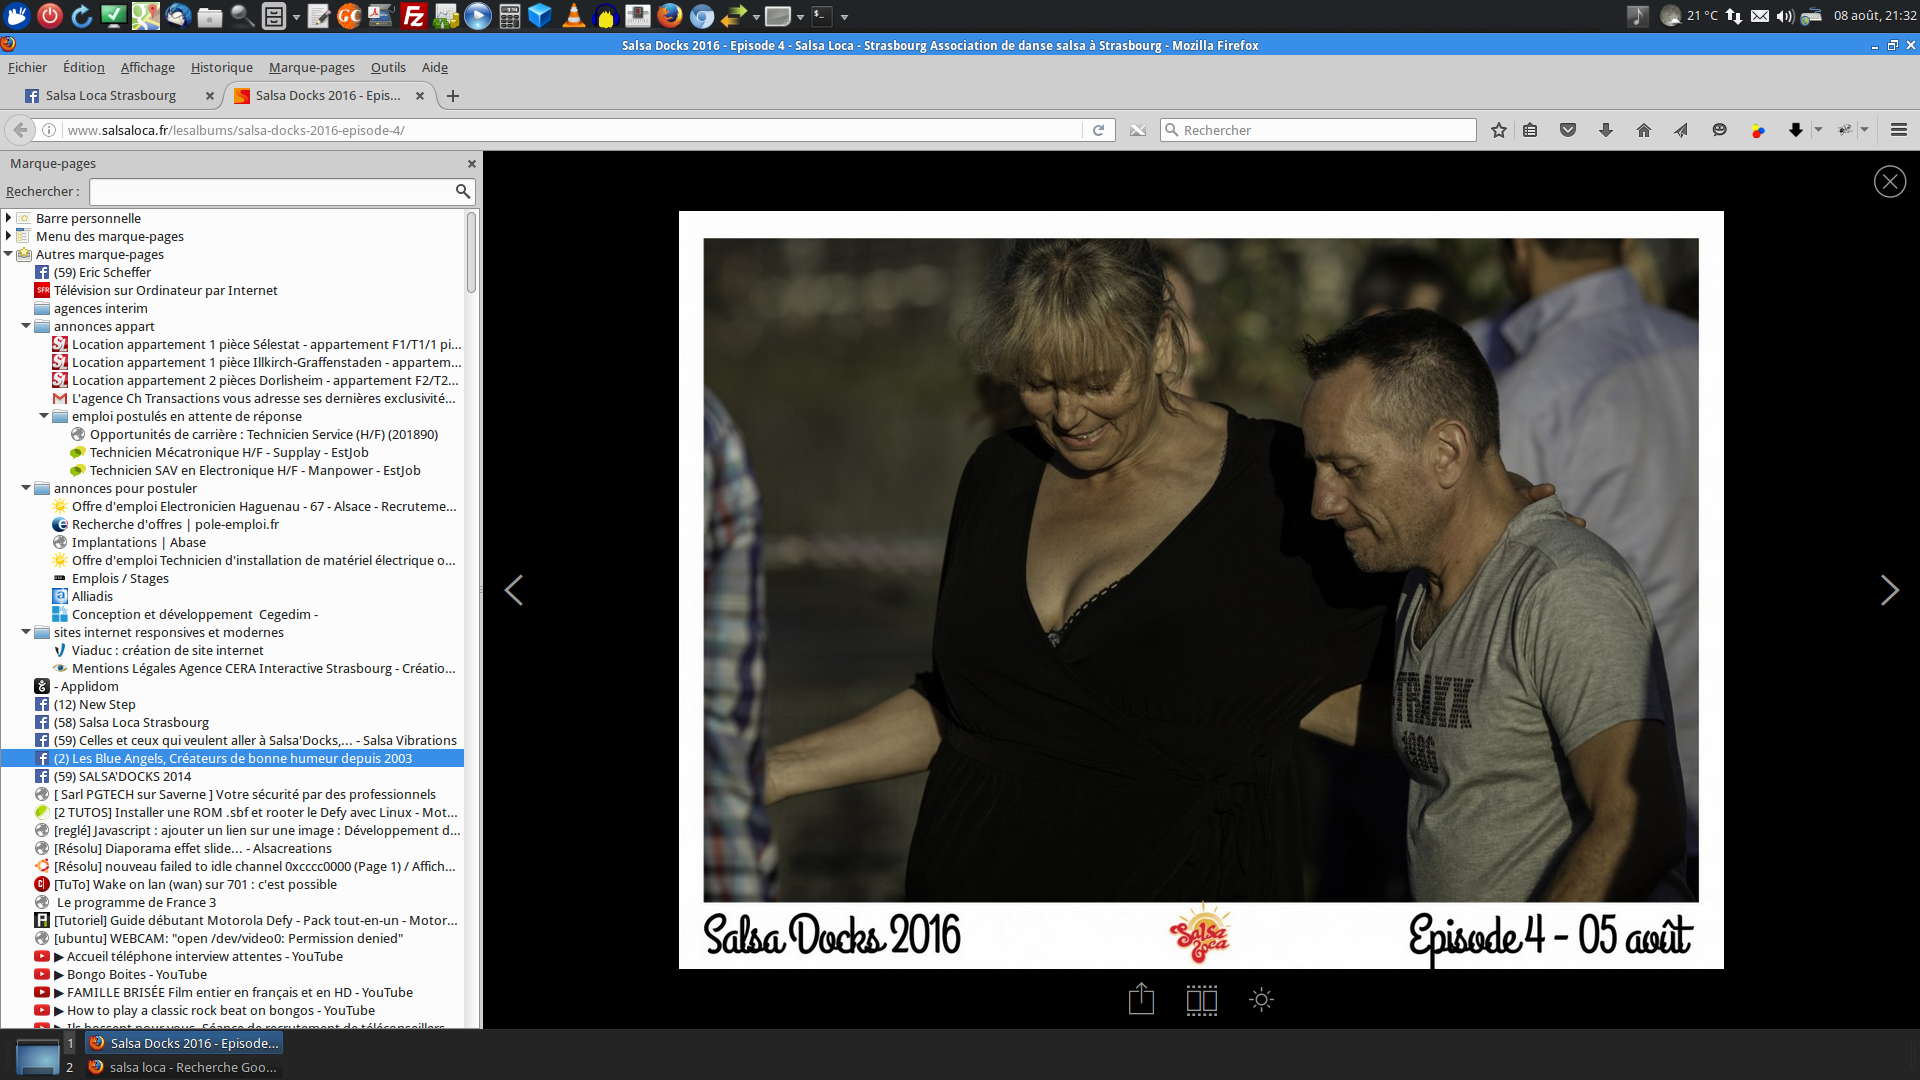 21 °C
08 août, 21:32
Salsa Docks 2016 - Episode 4 - Salsa Loca - Strasbourg Association de danse salsa à Strasbourg - Mozilla Firefox
Fichier Édition Affichage Historique Marque-pages Outils Aide
Salsa Loca Strasbourg
Salsa Docks 2016 - Epis...
www.salsaloca.fr/lesalbums/salsa-docks-2016-episode-4/
Rechercher
Marque-pages
Rechercher :
Barre personnelle
Menu des marque-pages
Autres marque-pages
(59) Eric Scheffer
SFR Télévision sur Ordinateur par Internet
agences interim
annonces appart
Location appartement 1 pièce Sélestat - appartement F1/T1/1 pi...
Location appartement 1 pièce Illkirch-Graffenstaden - appartem...
Location appartement 2 pièces Dorlisheim - appartement F2/T2...
L'agence Ch Transactions vous adresse ses dernières exclusivité...
emploi postulés en attente de réponse
Opportunités de carrière : Technicien Service (H/F) (201890)
Technicien Mécatronique H/F - Supplay - EstJob
Technicien SAV en Electronique H/F - Manpower - EstJob
annonces pour postuler
Offre d'emploi Electronicien Haguenau - 67 - Alsace - Recruteme...
Recherche d'offres | pole-emploi.fr
Implantations | Abase
Offre d'emploi Technicien d'installation de matériel électrique o...
Emplois / Stages
Alliadis
Conception et développement  Cegedim -
sites internet responsives et modernes
Viaduc : création de site internet
Mentions Légales Agence CERA Interactive Strasbourg - Créatio...
- Applidom
(12) New Step
(58) Salsa Loca Strasbourg
(59) Celles et ceux qui veulent aller à Salsa'Docks,... - Salsa Vibrations
(2) Les Blue Angels, Créateurs de bonne humeur depuis 2003
(59) SALSA'DOCKS 2014
[ Sarl PGTECH sur Saverne ] Votre sécurité par des professionnels
[2 TUTOS] Installer une ROM .sbf et rooter le Defy avec Linux - Mot...
[reglé] Javascript : ajouter un lien sur une image : Développement d...
[Résolu] Diaporama effet slide... - Alsacreations
[Résolu] nouveau failed to idle channel 0xcccc0000 (Page 1) / Affich...
[TuTo] Wake on lan (wan) sur 701 : c'est possible
Le programme de France 3
[Tutoriel] Guide débutant Motorola Defy - Pack tout-en-un - Motor...
[ubuntu] WEBCAM: "open /dev/video0: Permission denied"
▶ Accueil téléphone interview attentes - YouTube
▶ Bongo Boites - YouTube
▶ FAMILLE BRISÉE Film entier en français et en HD - YouTube
▶ How to play a classic rock beat on bongos - YouTube
Salsa Docks 2016
Salsa Loca
Episode 4 - 05 août
1 Salsa Docks 2016 - Episode...
2 salsa loca - Recherche Goo...